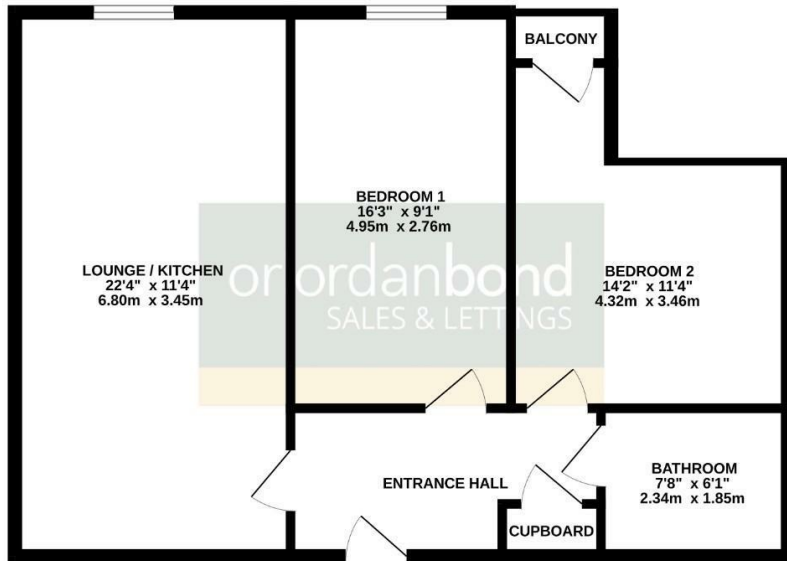 BALCONY
BEDROOM 1
16'3" x 9'1"
4.95m x 2.76m
LOUNGE / KITCHEN
22'4" x 11'4"
6.80m x 3.45m
BEDROOM 2
14'2" x 11'4"
4.32m x 3.46m
oriordanbond
SALES & LETTINGS
ENTRANCE HALL
BATHROOM
7'8" x 6'1"
2.34m x 1.85m
CUPBOARD